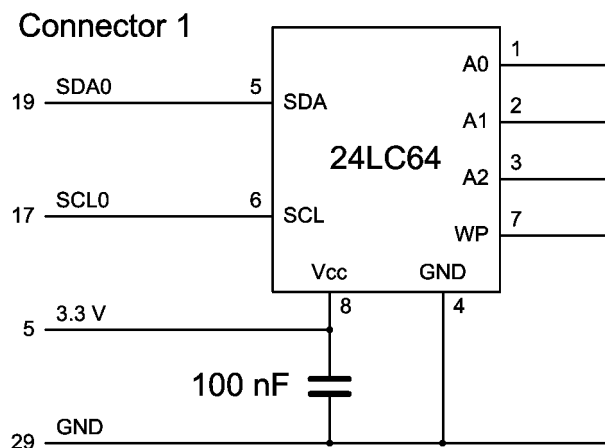 Connector 1
1
A0
SDA0
5
19
SDA
2
A1
24LC64
3
A2
SCL0
6
17
SCL
7
WP
Vcc
GND
8
4
3.3 V
5
100 nF
GND
29